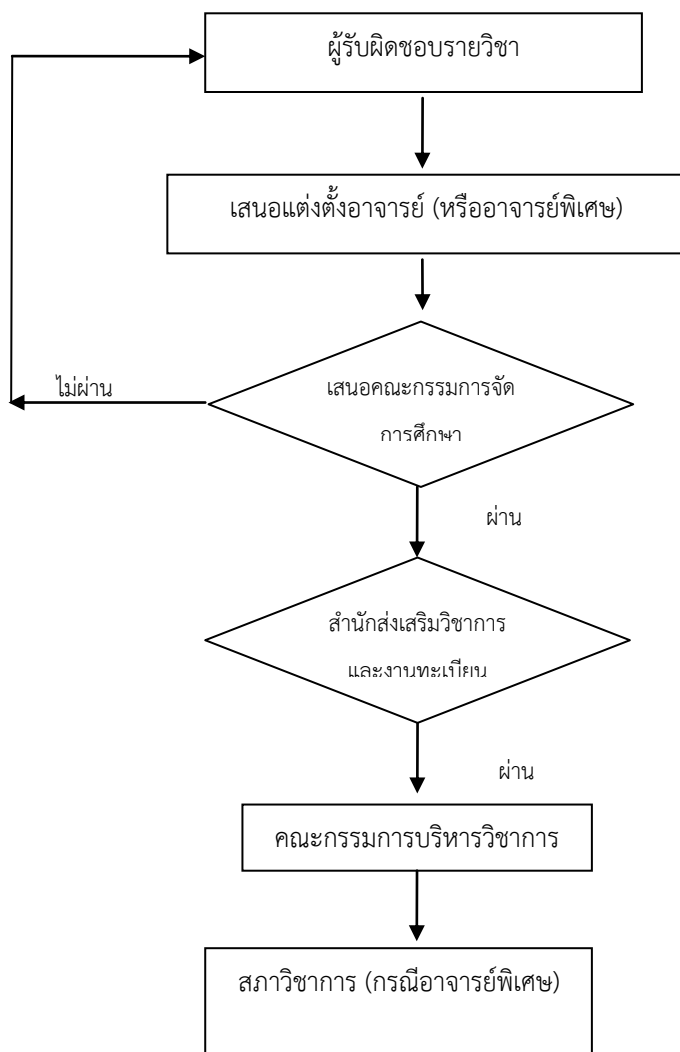 ผู้รับผิดชอบรายวิชา
เสนอแต่งตั้งอาจารย์ (หรืออาจารย์พิเศษ)
ไม่ผ่าน
เสนอคณะกรรมการจัด
การศึกษา
ผ่าน
สำนักส่งเสริมวิชาการ
และงานทะเบียน
ผ่าน
คณะกรรมการบริหารวิชาการ
สภาวิชาการ (กรณีอาจารย์พิเศษ)